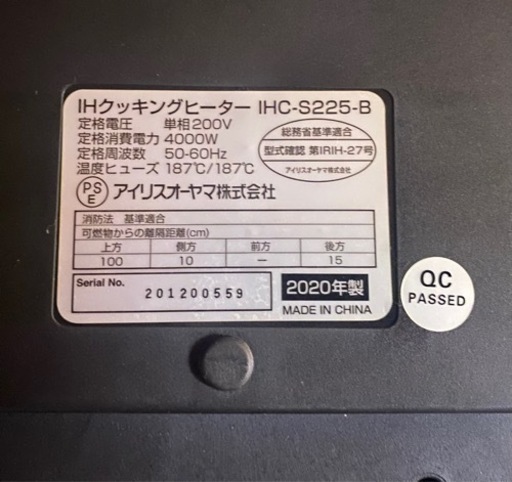 IHクッキングヒーター IHC-S225-B
定格電圧 単相200V
定格消費電力 4000W
定格周波数 50-60Hz
温度ヒューズ 187℃/187℃
総務省基準適合
型式確認 第IRIH-27号
アイリスオーヤマ株式会社
PS
E
アイリスオーヤマ株式会社
消防法 基準適合
可燃物からの離隔距離(cm)
上方 側方 前方 後方
100 10 — 15
Serial No.
201200559
2020年製
MADE IN CHINA
QC
PASSED